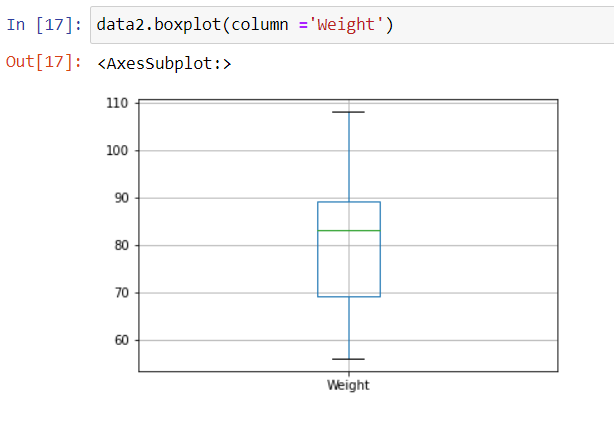 In [17]: data2.boxplot(column ='Weight')
Out[17]: <AxesSubplot:>
110
100
90
80
70
60
Weight